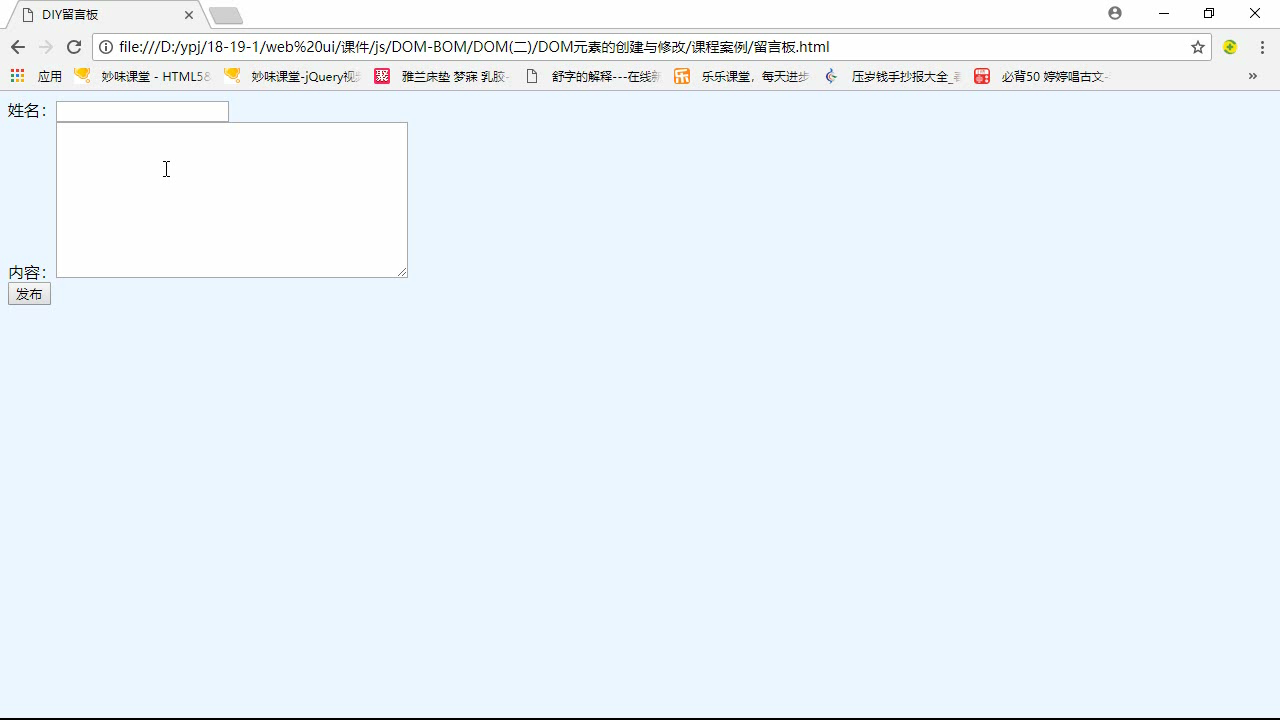 DIY留言板
file:///D:/ypj/18-19-1/web%20ui/课件/js/DOM-BOM/DOM(二)/DOM元素的创建与修改/课程案例/留言板.html
应用 妙味课堂 - HTML5 妙味课堂-jQuery视 雅兰床垫 梦寐 乳胶 舒字的解释---在线 乐乐课堂，每天进步 压岁钱手抄报大全_ 必背50 婷婷唱古文- »
姓名：
内容：
发布